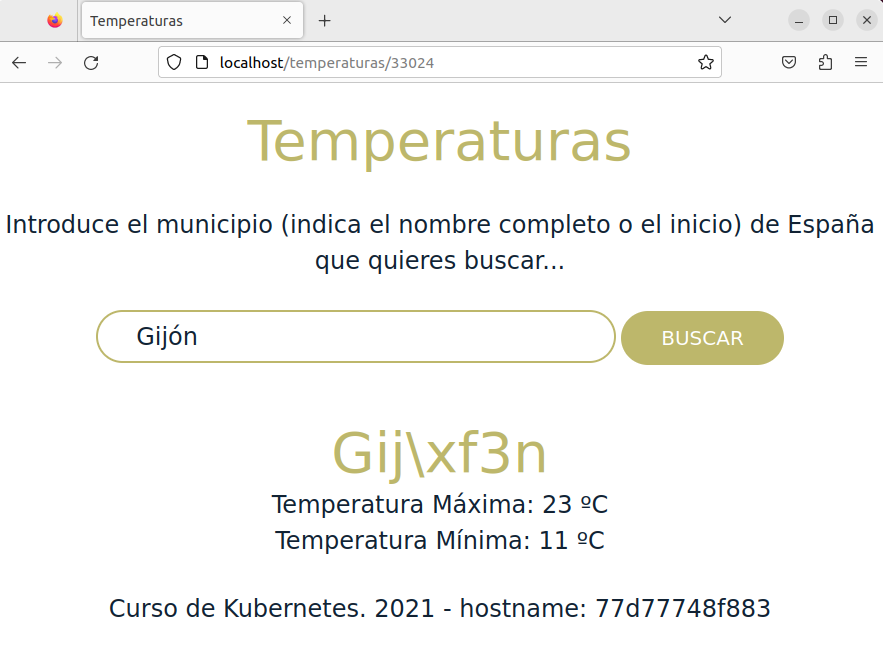 Temperaturas
localhost/temperaturas/33024
Temperaturas
Introduce el municipio (indica el nombre completo o el inicio) de España
que quieres buscar...
Gijón
BUSCAR
Gij\xf3n
Temperatura Máxima: 23 ºC
Temperatura Mínima: 11 ºC
Curso de Kubernetes. 2021 - hostname: 77d77748f883